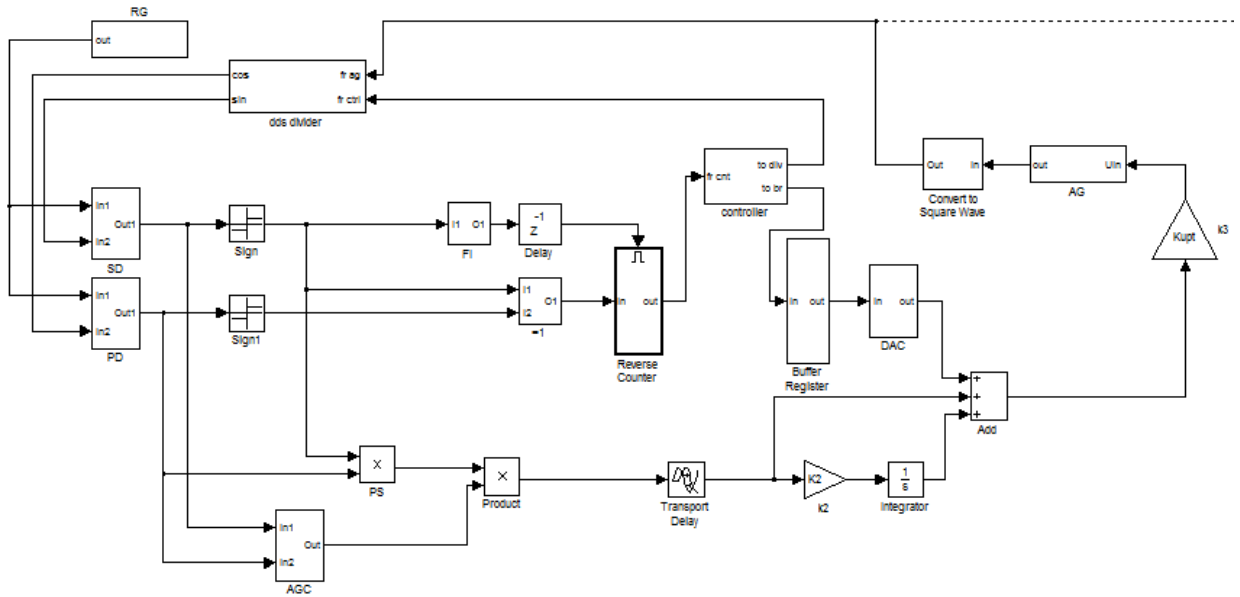 RG
out
cos
sin
fr ag
fr ctrl
dds divider
In1
In2
Out1
SD
In1
In2
Out1
PD
Sign
Sign1
I1
O1
FI
-1
Z
Delay
I1
I2
O1
=1
In
out
Reverse
Counter
fr cnt
to div
to br
controller
In
out
Buffer
Register
In
out
DAC
Out
In
Convert to
Square Wave
out
Uin
AG
Kupt
k3
+
+
+
Add
×
PS
×
Product
In1
In2
Out
AGC
Transport
Delay
K2
k2
1
s
Integrator